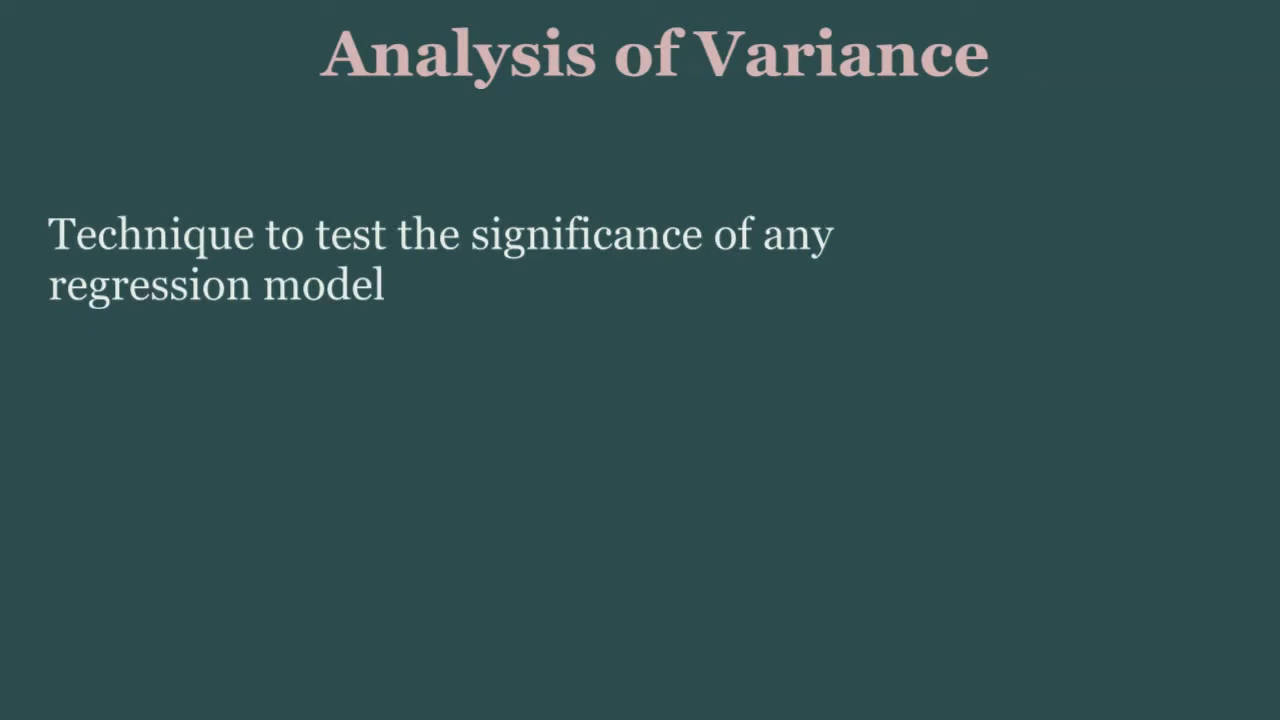 Analysis of Variance
Technique to test the significance of any
regression model